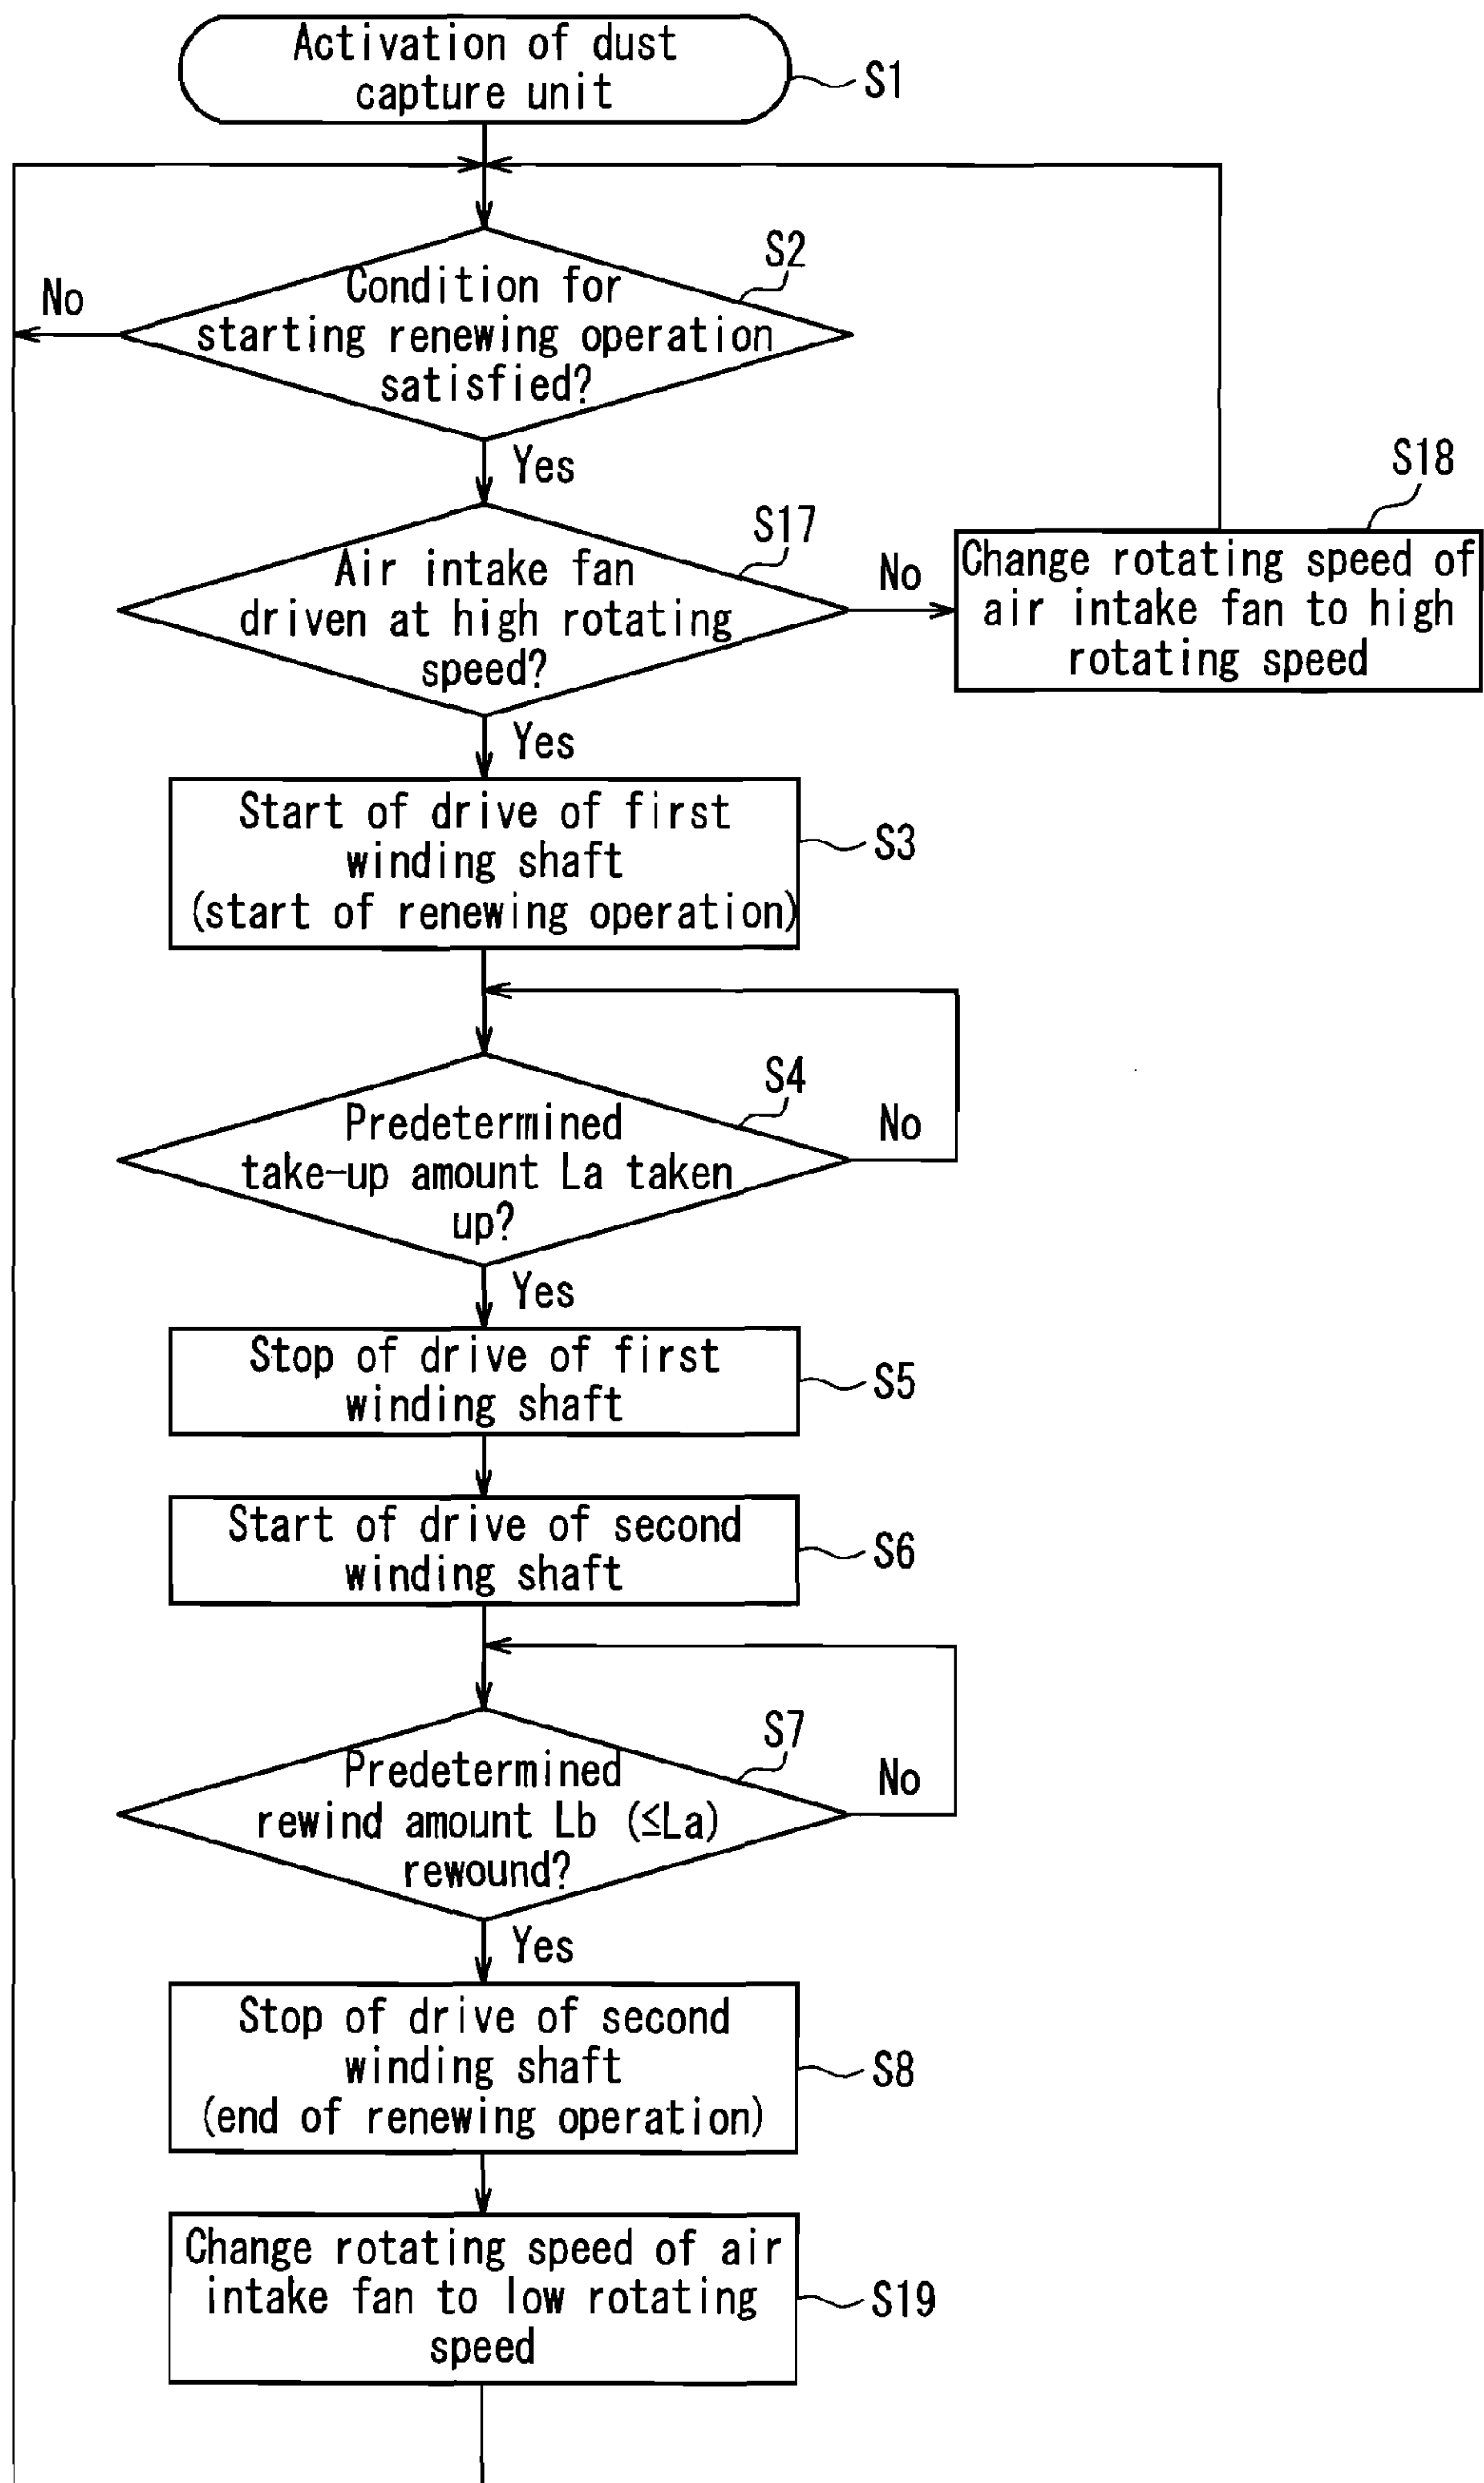 Activation of dust
capture unit
S1
S2
No
Condition for
starting renewing operation
satisfied?
Yes
S17
S18
Air intake fan
driven at high rotating
speed?
No
Change rotating speed of
air intake fan to high
rotating speed
Yes
Start of drive of first
winding shaft
(start of renewing operation)
S3
S4
Predetermined
take-up amount La taken
up?
No
Yes
Stop of drive of first
winding shaft
S5
Start of drive of second
winding shaft
S6
S7
Predetermined
rewind amount Lb (≤La)
rewound?
No
Yes
Stop of drive of second
winding shaft
(end of renewing operation)
S8
Change rotating speed of air
intake fan to low rotating
speed
S19